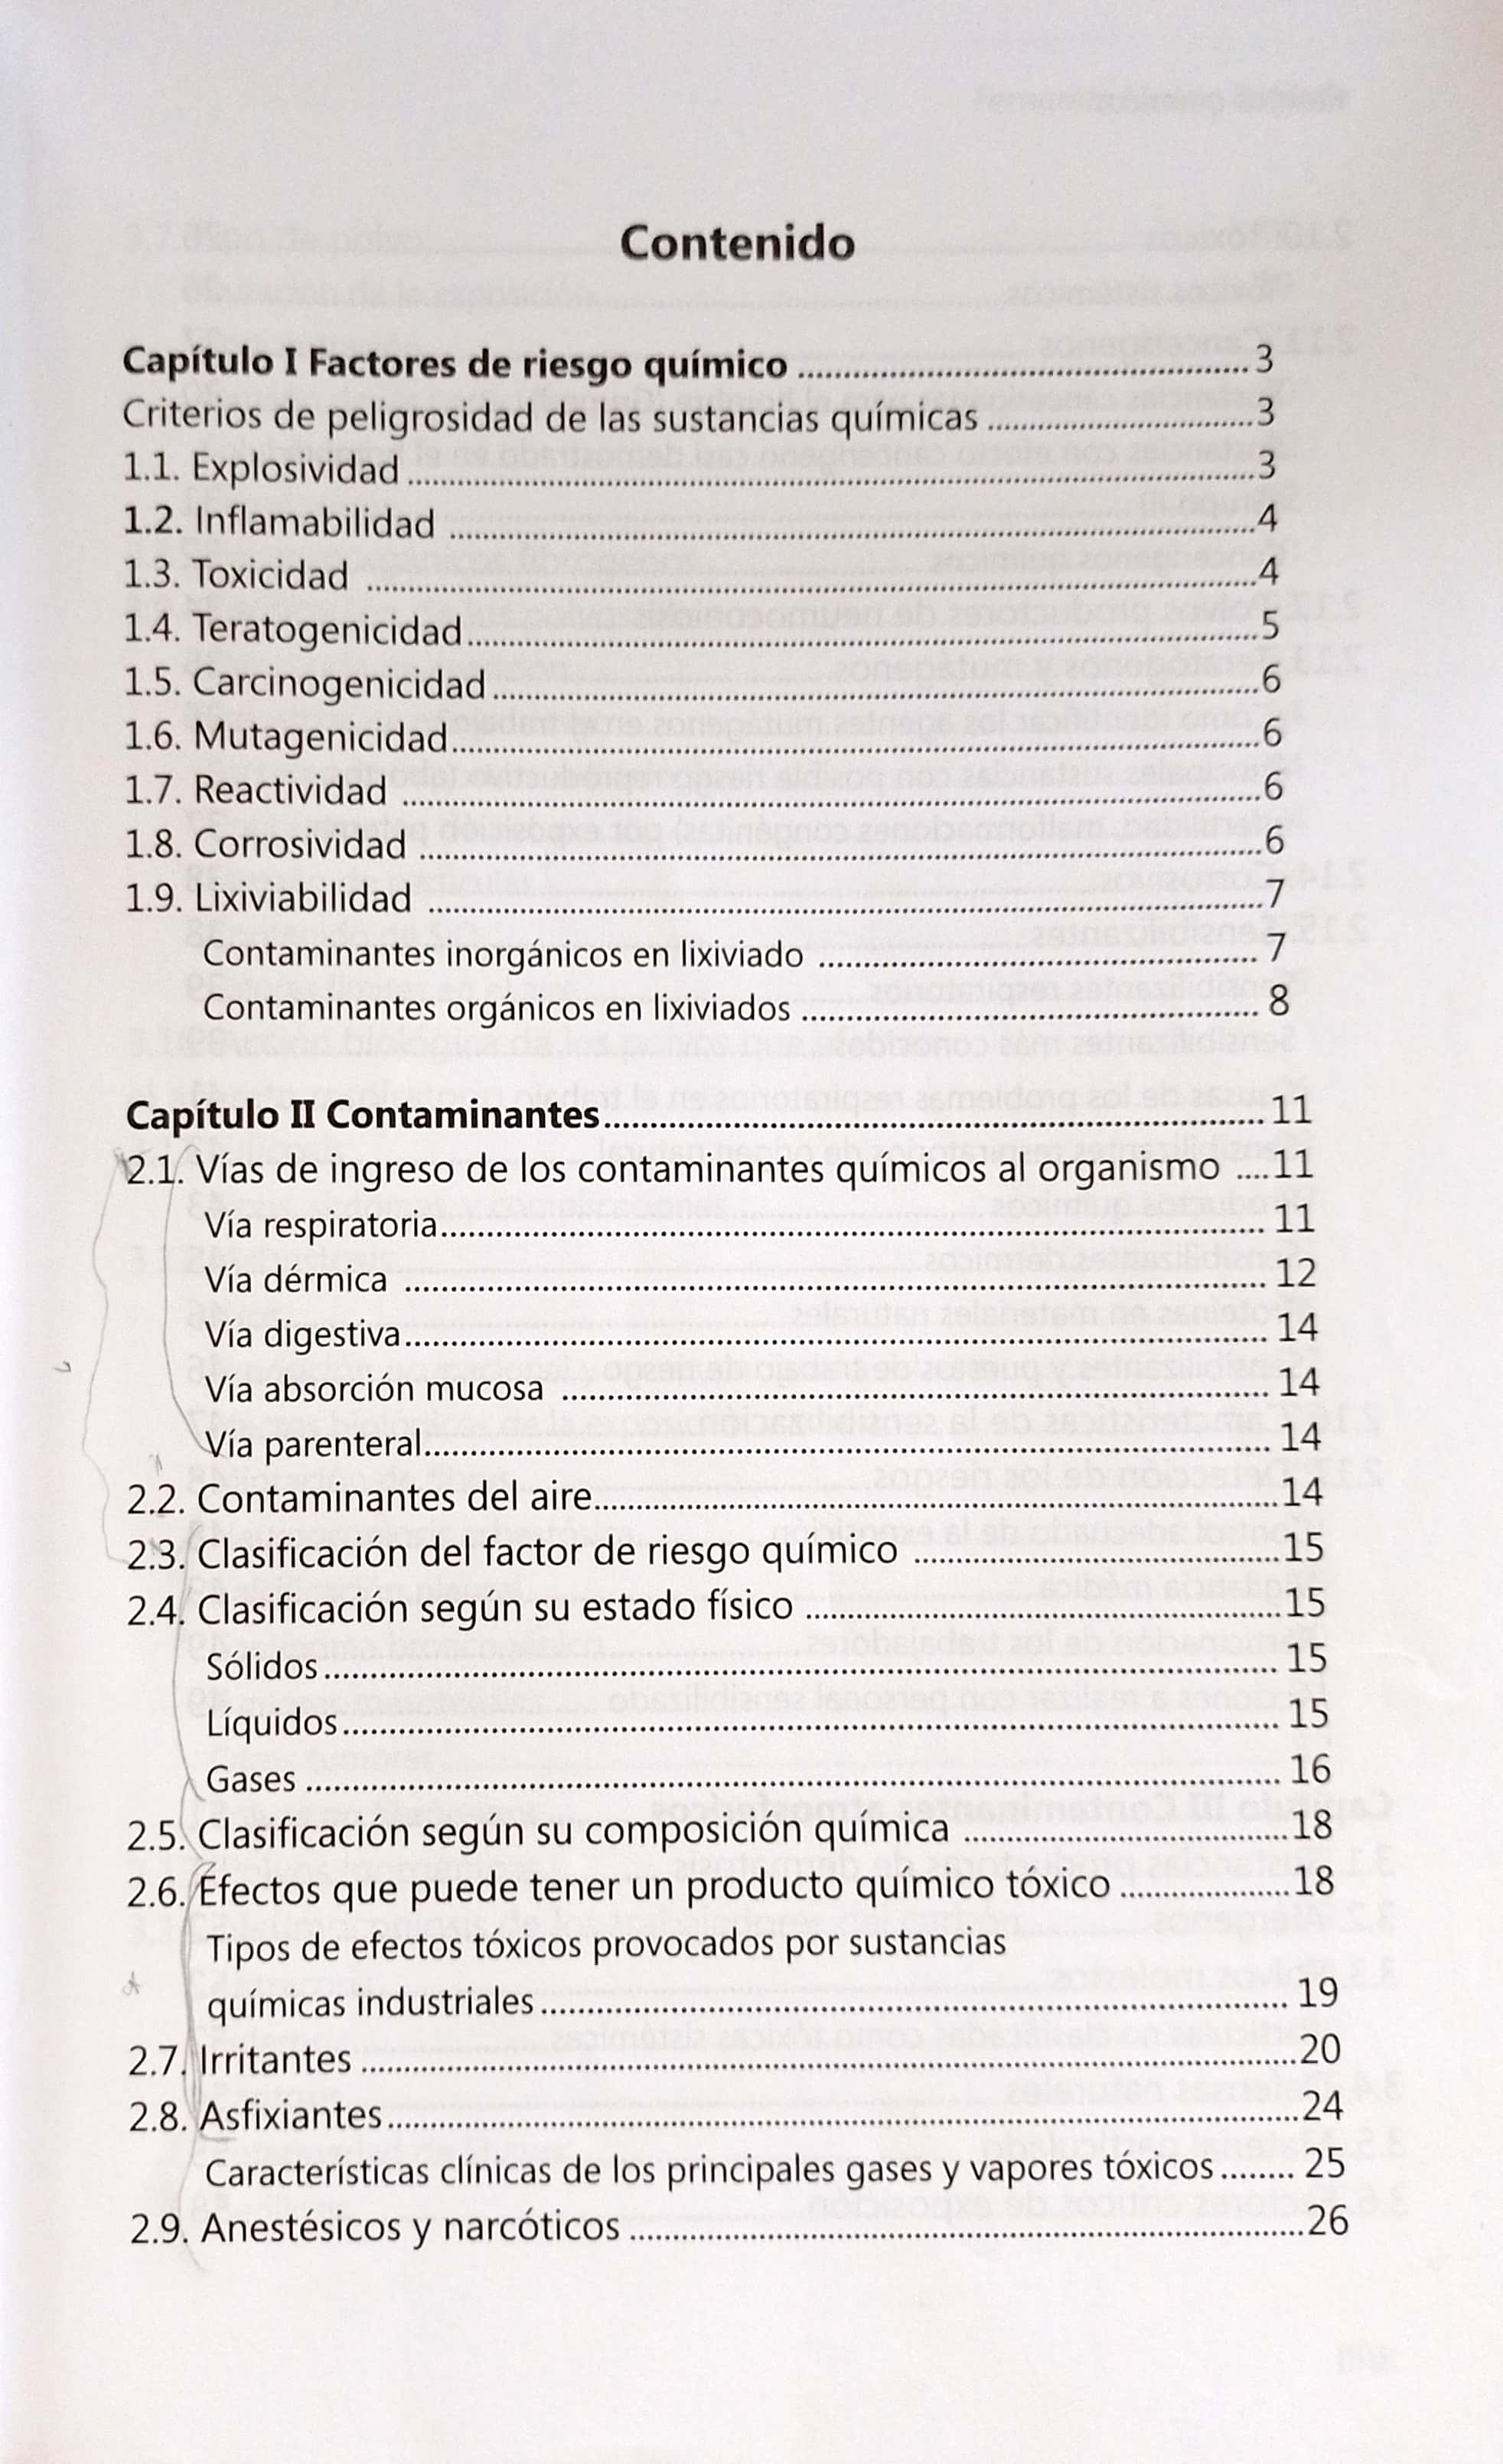 Contenido
Capítulo I Factores de riesgo químico ........ 3
Criterios de peligrosidad de las sustancias químicas ........ 3
1.1. Explosividad ........ 3
1.2. Inflamabilidad ........ 4
1.3. Toxicidad ........ 4
1.4. Teratogenicidad ........ 5
1.5. Carcinogenicidad ........ 6
1.6. Mutagenicidad ........ 6
1.7. Reactividad ........ 6
1.8. Corrosividad ........ 6
1.9. Lixiviabilidad ........ 7
Contaminantes inorgánicos en lixiviado ........ 7
Contaminantes orgánicos en lixiviados ........ 8
Capítulo II Contaminantes ........ 11
2.1. Vías de ingreso de los contaminantes químicos al organismo .... 11
Vía respiratoria ........ 11
Vía dérmica ........ 12
Vía digestiva ........ 14
Vía absorción mucosa ........ 14
Vía parenteral ........ 14
2.2. Contaminantes del aire ........ 14
2.3. Clasificación del factor de riesgo químico ........ 15
2.4. Clasificación según su estado físico ........ 15
Sólidos ........ 15
Líquidos ........ 15
Gases ........ 16
2.5. Clasificación según su composición química ........ 18
2.6. Efectos que puede tener un producto químico tóxico ........ 18
Tipos de efectos tóxicos provocados por sustancias
químicas industriales ........ 19
2.7. Irritantes ........ 20
2.8. Asfixiantes ........ 24
Características clínicas de los principales gases y vapores tóxicos ........ 25
2.9. Anestésicos y narcóticos ........ 26